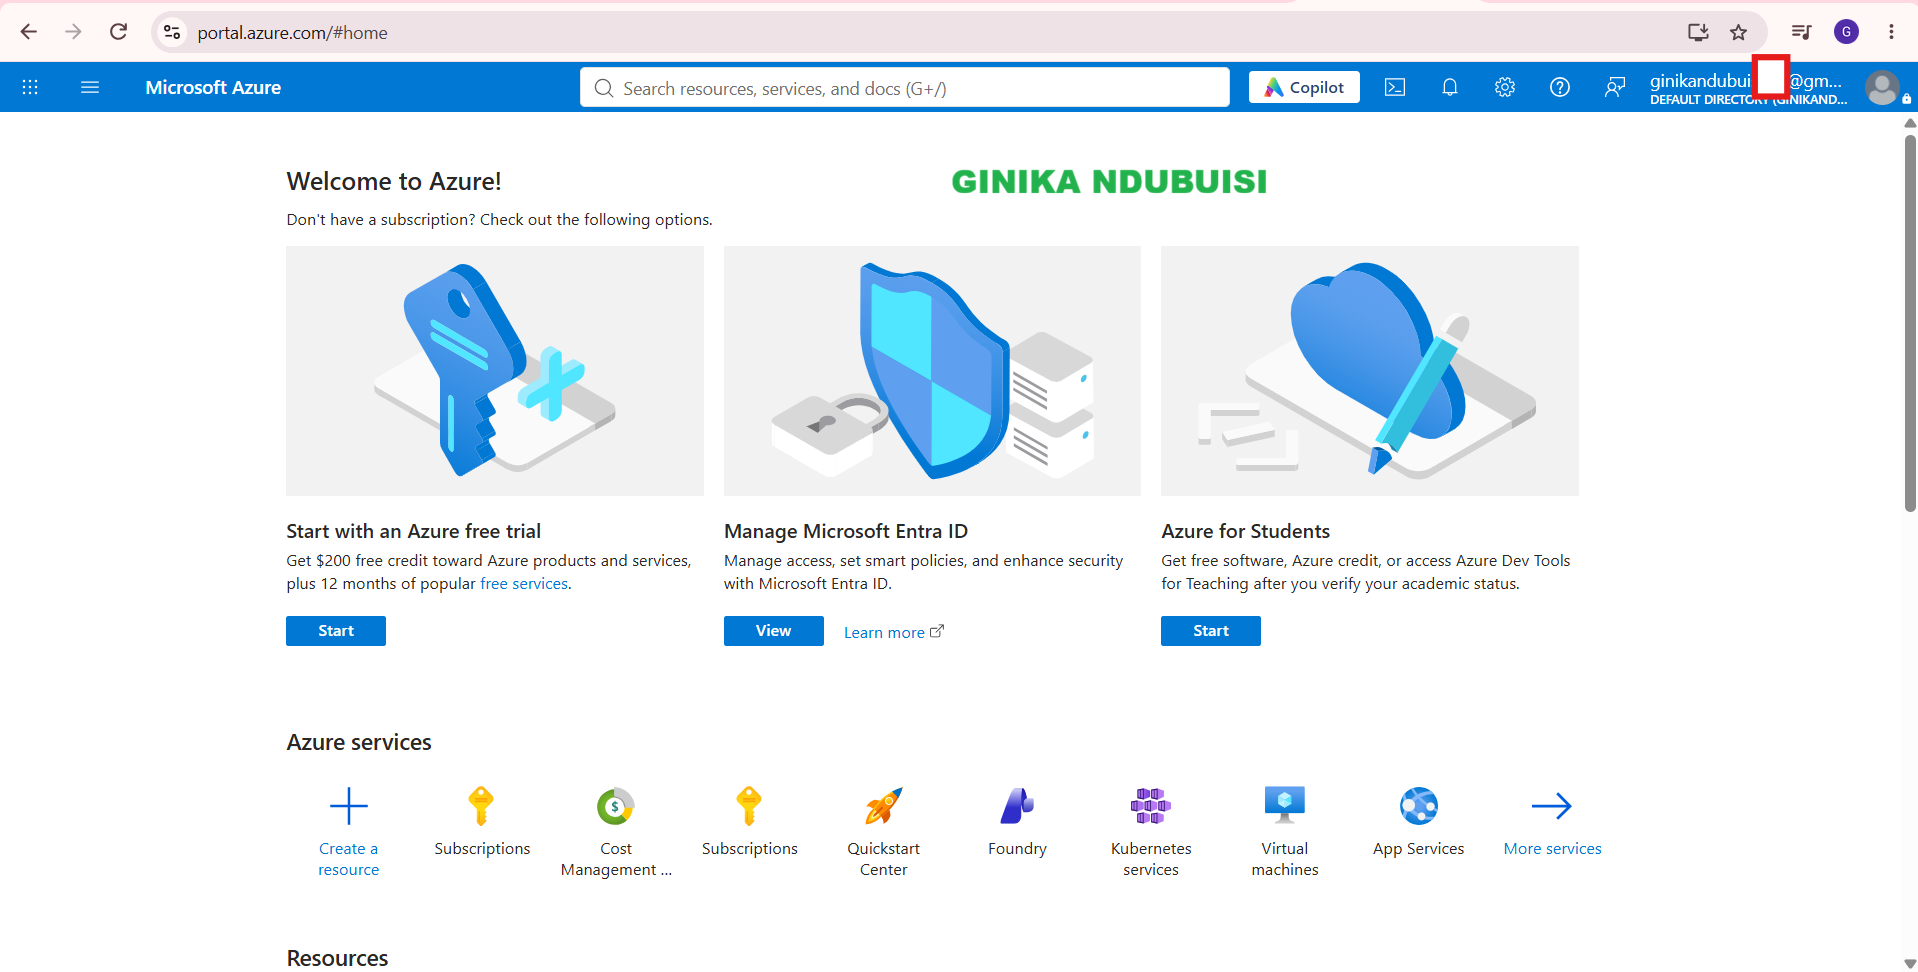 portal.azure.com/#home
G
Microsoft Azure
Search resources, services, and docs (G+/)
Copilot
ginikandubui @gm...
DEFAULT DIRECTORY (GINIKAND...
Welcome to Azure!
GINIKA NDUBUISI
Don't have a subscription? Check out the following options.
Start with an Azure free trial
Get $200 free credit toward Azure products and services,
plus 12 months of popular free services.
Start
Manage Microsoft Entra ID
Manage access, set smart policies, and enhance security
with Microsoft Entra ID.
View
Learn more
Azure for Students
Get free software, Azure credit, or access Azure Dev Tools
for Teaching after you verify your academic status.
Start
Azure services
Create a
resource
Subscriptions
Cost
Management ...
Subscriptions
Quickstart
Center
Foundry
Kubernetes
services
Virtual
machines
App Services
More services
Resources